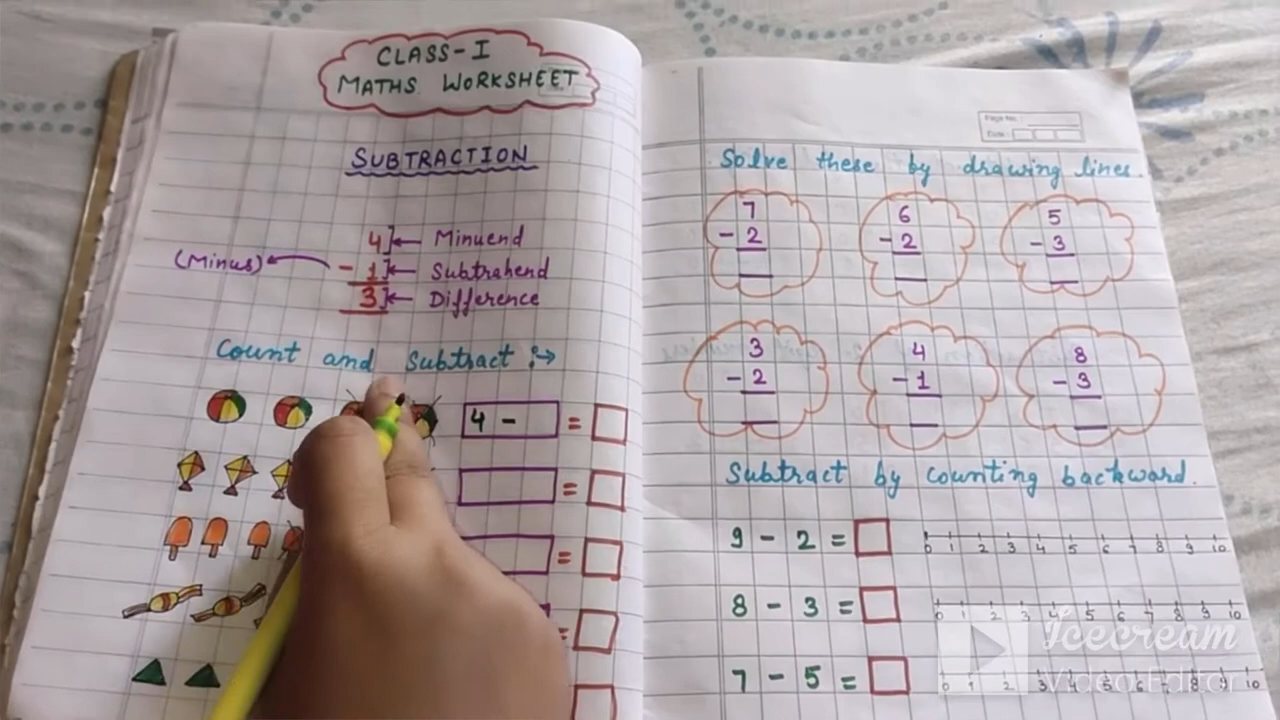 CLASS-I
MATHS WORKSHEET
SUBTRACTION
4 ← Minuend
(Minus) ← - 1 ← Subtrahend
3 ← Difference
Count and Subtract :→
4 - =
=
=
=
Page No.:
Date:
Solve these by drawing lines.
7 6 5
- 2 - 2 - 3
3 4 8
- 2 - 1 - 3
Subtract by counting backward.
9 - 2 = 0 1 2 3 4 5 6 7 8 9 10
8 - 3 = 0 1 2 3 4 5 6 7 8 9 10
7 - 5 = 0 1 2 3 4 5 6 7 8 9 10
Icecream
Video Editor